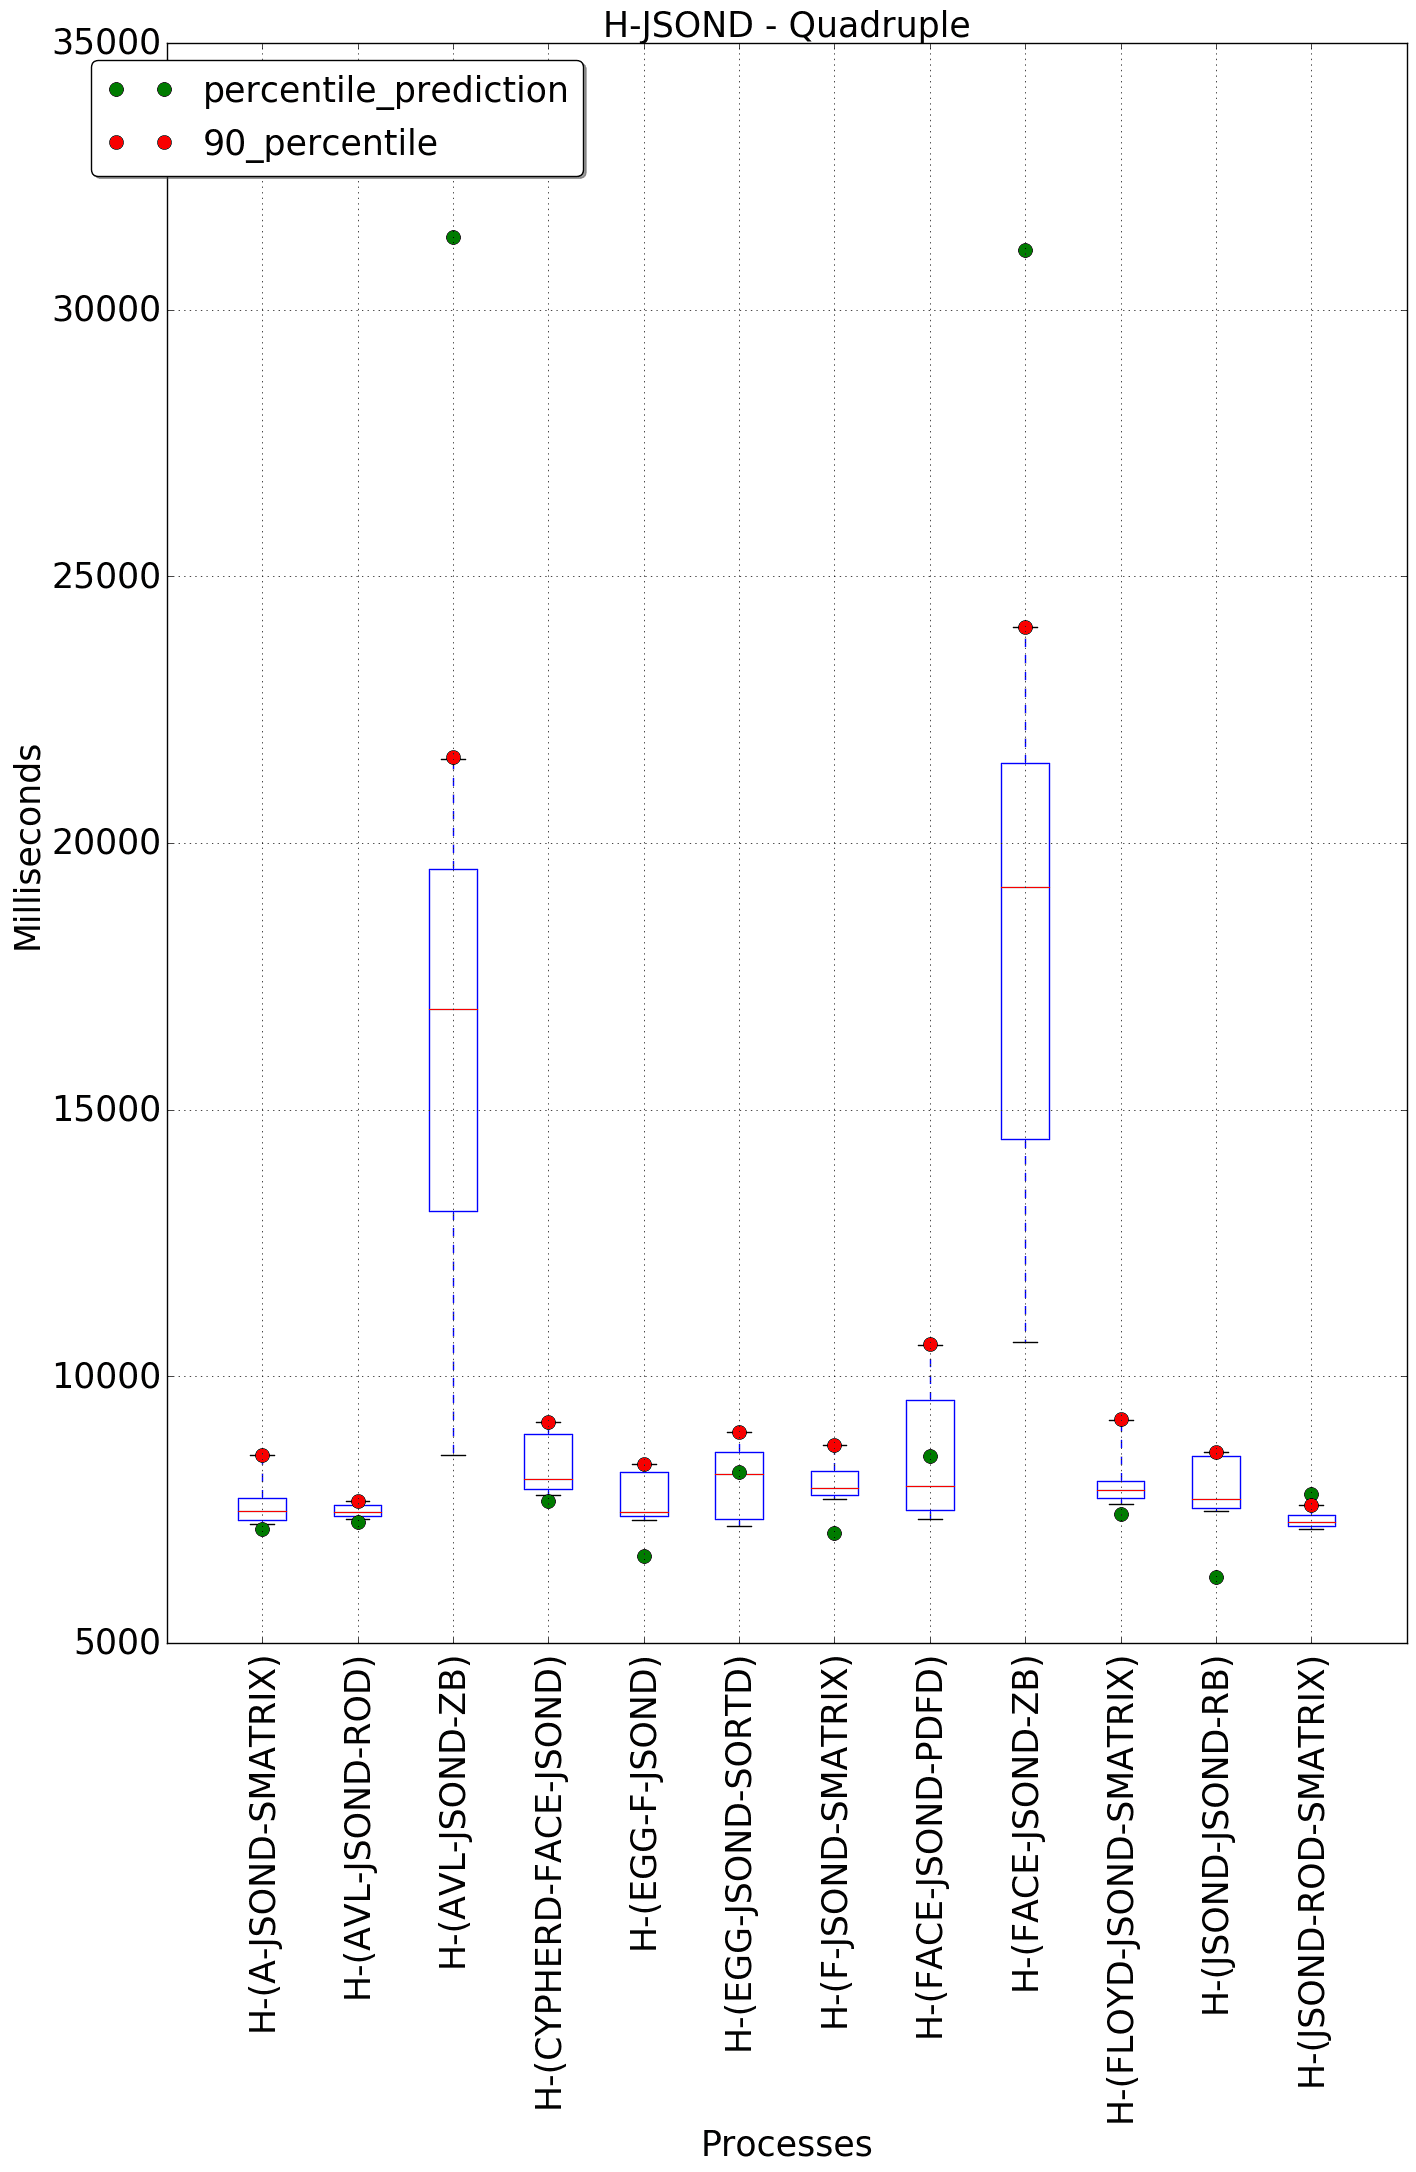 H-JSOND - Quadruple
percentile_prediction
90_percentile
35000
30000
25000
20000
15000
10000
5000
Milliseconds
H-(A-JSOND-SMATRIX)
H-(AVL-JSOND-ROD)
H-(AVL-JSOND-ZB)
H-(CYPHERD-FACE-JSOND)
H-(EGG-F-JSOND)
H-(EGG-JSOND-SORTD)
H-(F-JSOND-SMATRIX)
H-(FACE-JSOND-PDFD)
H-(FACE-JSOND-ZB)
H-(FLOYD-JSOND-SMATRIX)
H-(JSOND-JSOND-RB)
H-(JSOND-ROD-SMATRIX)
Processes